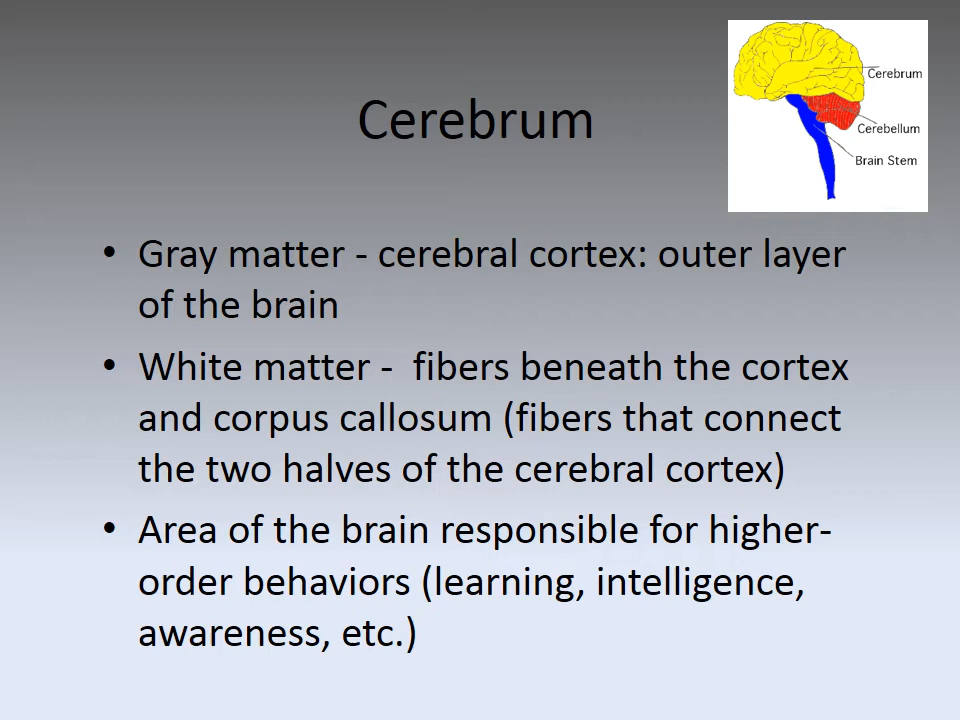 Cerebrum
Cerebrum
Cerebellum
Brain Stem
• Gray matter - cerebral cortex: outer layer
of the brain
• White matter -  fibers beneath the cortex
and corpus callosum (fibers that connect
the two halves of the cerebral cortex)
• Area of the brain responsible for higher-
order behaviors (learning, intelligence,
awareness, etc.)